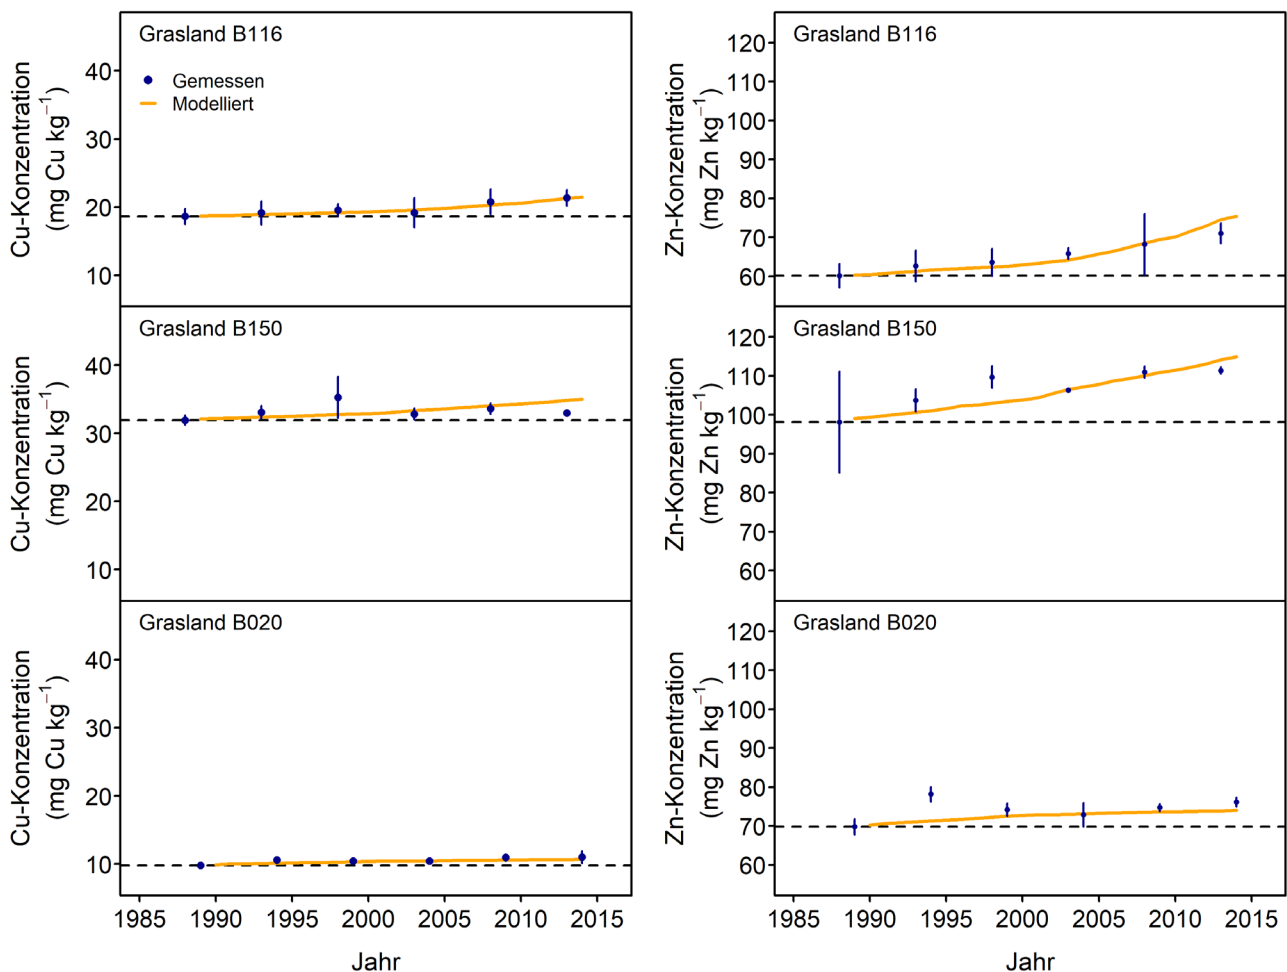 Grasland B116
Gemessen
Modelliert
Cu-Konzentration
(mg Cu kg⁻¹)
40
30
20
10
Grasland B116
Zn-Konzentration
(mg Zn kg⁻¹)
120
110
100
90
80
70
60
Grasland B150
Cu-Konzentration
(mg Cu kg⁻¹)
40
30
20
10
Grasland B150
Zn-Konzentration
(mg Zn kg⁻¹)
120
110
100
90
80
70
60
Grasland B020
Cu-Konzentration
(mg Cu kg⁻¹)
40
30
20
10
1985 1990 1995 2000 2005 2010 2015
Jahr
Grasland B020
Zn-Konzentration
(mg Zn kg⁻¹)
120
110
100
90
80
70
60
1985 1990 1995 2000 2005 2010 2015
Jahr